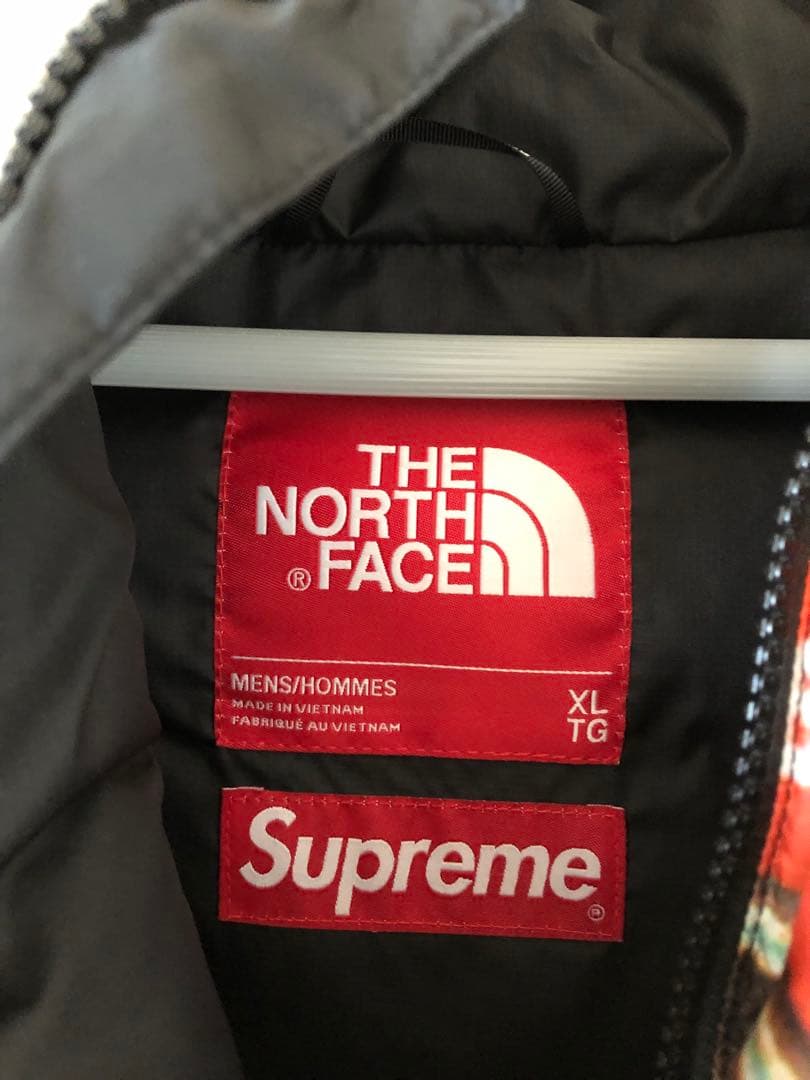 THE
NORTH
FACE
®
MENS/HOMMES
MADE IN VIETNAM
FABRIQUÉ AU VIETNAM
XL
TG
Supreme
®